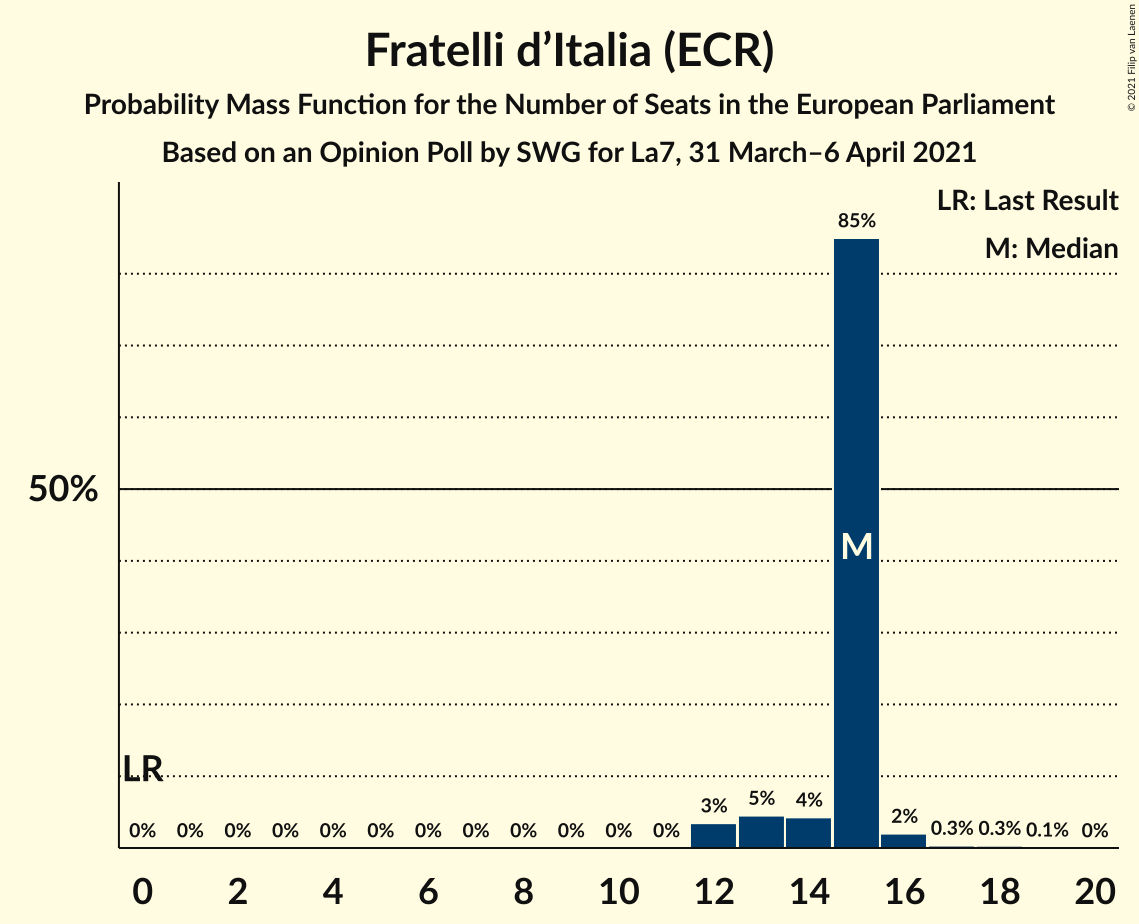 Fratelli d’Italia (ECR)
Probability Mass Function for the Number of Seats in the European Parliament
Based on an Opinion Poll by SWG for La7, 31 March–6 April 2021
© 2021 Filip van Laenen
LR: Last Result
M: Median
85%
50%
M
LR
0% 0% 0% 0% 0% 0% 0% 0% 0% 0% 0% 0% 3% 5% 4% 2% 0.3% 0.3% 0.1% 0%
0 2 4 6 8 10 12 14 16 18 20